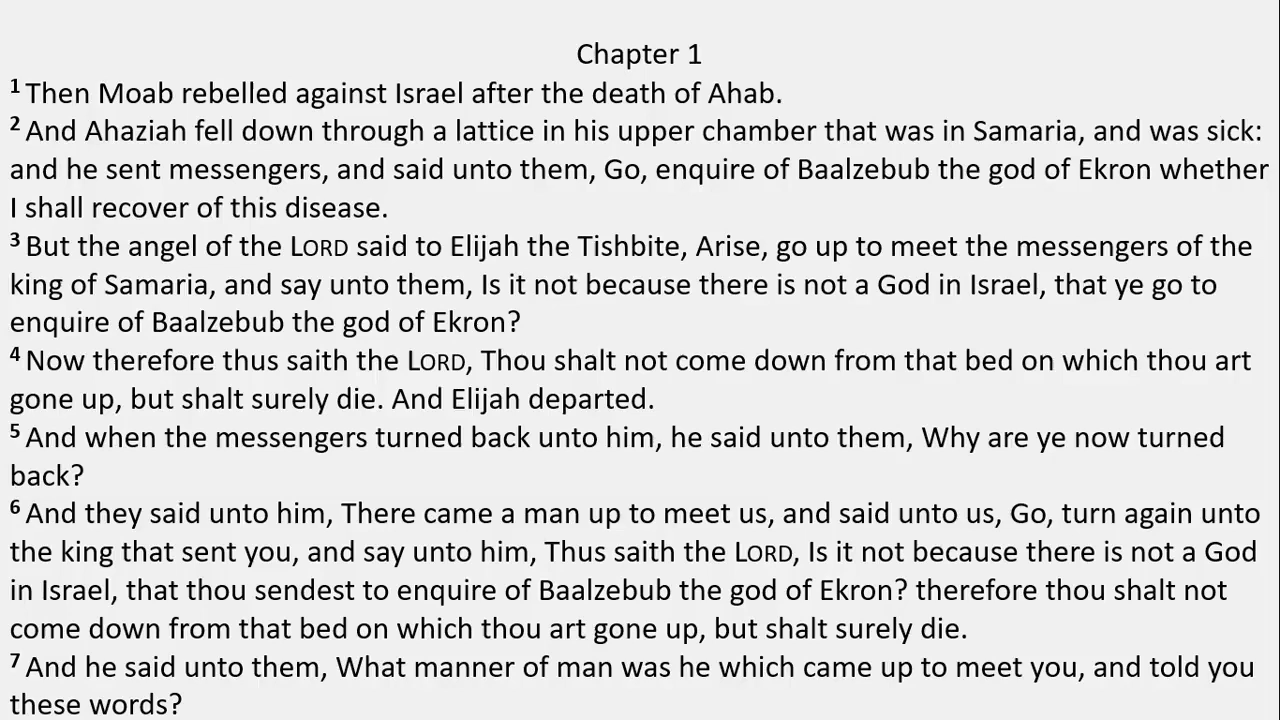 Chapter 1
1 Then Moab rebelled against Israel after the death of Ahab.
2 And Ahaziah fell down through a lattice in his upper chamber that was in Samaria, and was sick:
and he sent messengers, and said unto them, Go, enquire of Baalzebub the god of Ekron whether
I shall recover of this disease.
3 But the angel of the LORD said to Elijah the Tishbite, Arise, go up to meet the messengers of the
king of Samaria, and say unto them, Is it not because there is not a God in Israel, that ye go to
enquire of Baalzebub the god of Ekron?
4 Now therefore thus saith the LORD, Thou shalt not come down from that bed on which thou art
gone up, but shalt surely die. And Elijah departed.
5 And when the messengers turned back unto him, he said unto them, Why are ye now turned
back?
6 And they said unto him, There came a man up to meet us, and said unto us, Go, turn again unto
the king that sent you, and say unto him, Thus saith the LORD, Is it not because there is not a God
in Israel, that thou sendest to enquire of Baalzebub the god of Ekron? therefore thou shalt not
come down from that bed on which thou art gone up, but shalt surely die.
7 And he said unto them, What manner of man was he which came up to meet you, and told you
these words?